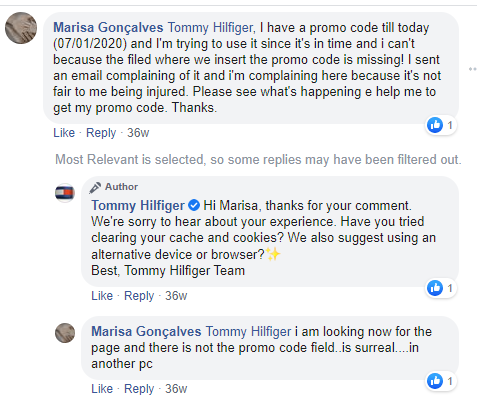 Marisa Gonçalves Tommy Hilfiger, I have a promo code till today
(07/01/2020) and I'm trying to use it since it's in time and i can't
because the filed where we insert the promo code is missing! I sent
an email complaining of it and i'm complaining here because it's not
fair to me being injured. Please see what's happening e help me to
get my promo code. Thanks.
1
Like · Reply · 36w
Most Relevant is selected, so some replies may have been filtered out.
Author
Tommy Hilfiger Hi Marisa, thanks for your comment.
We're sorry to hear about your experience. Have you tried
clearing your cache and cookies? We also suggest using an
alternative device or browser?✨
Best, Tommy Hilfiger Team
1
Like · Reply · 36w
Marisa Gonçalves Tommy Hilfiger i am looking now for the
page and there is not the promo code field..is surreal....in
another pc
1
Like · Reply · 36w